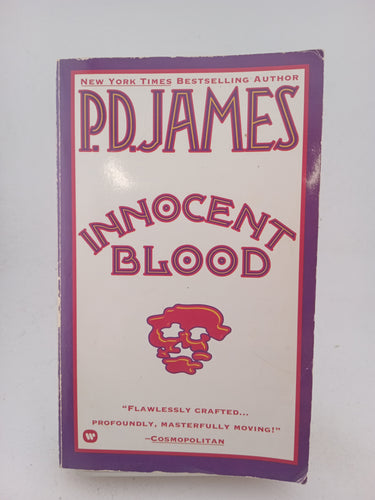 New York Times Bestselling Author
P.D. JAMES
INNOCENT
BLOOD
"Flawlessly crafted...
profoundly, masterfully moving!"
–Cosmopolitan